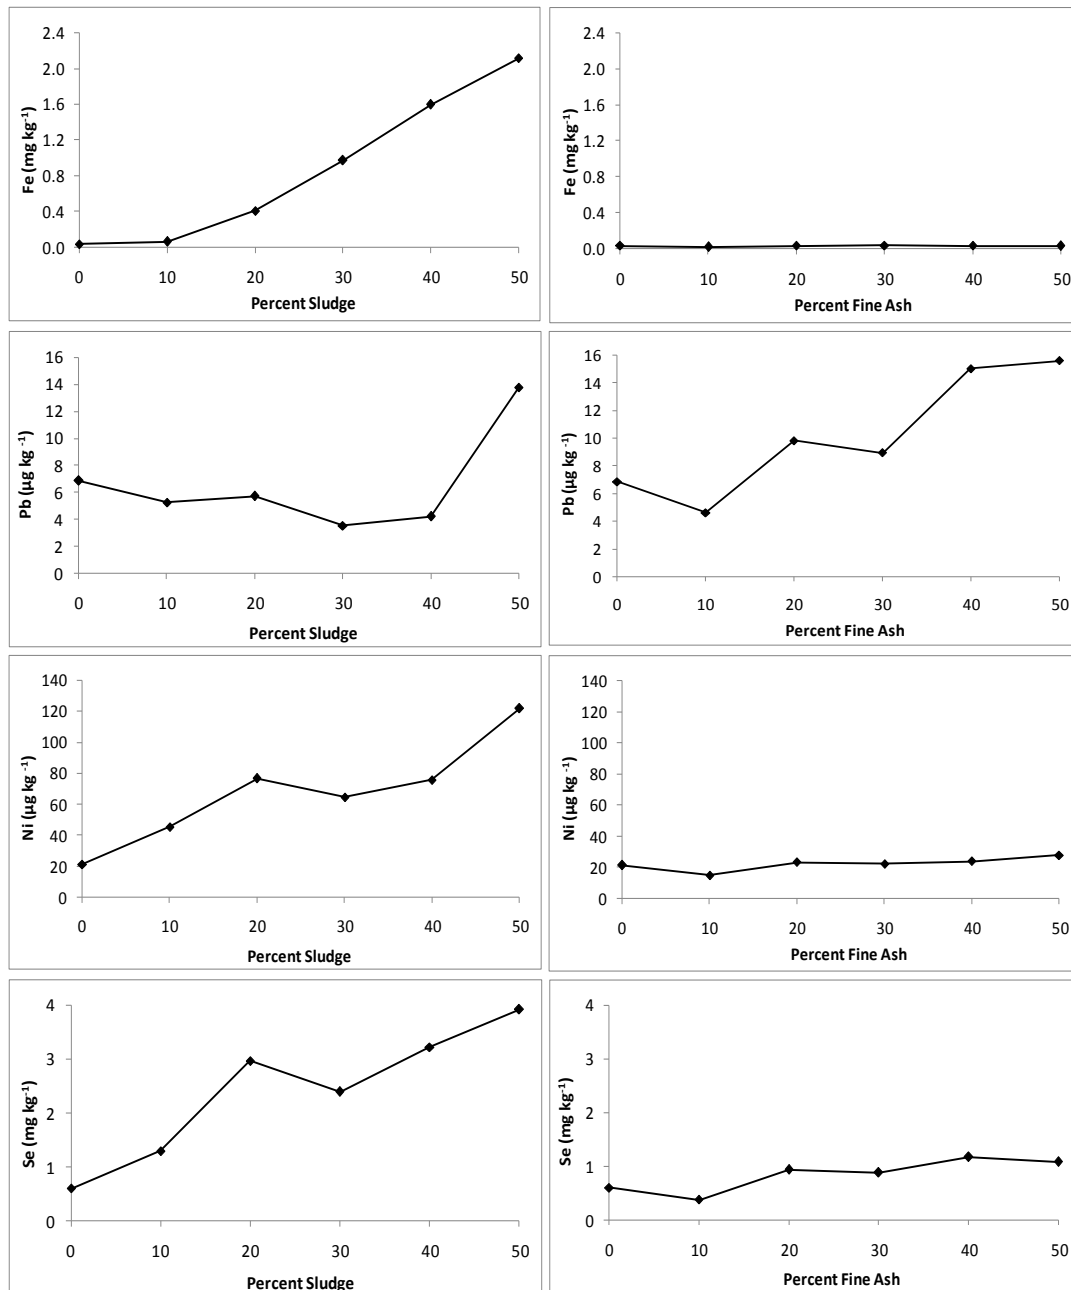 Fe (mg kg-1)
2.4
2.0
1.6
1.2
0.8
0.4
0.0
0 10 20 30 40 50
Percent Sludge
Fe (mg kg-1)
2.4
2.0
1.6
1.2
0.8
0.4
0.0
0 10 20 30 40 50
Percent Fine Ash
Pb (µg kg -1)
16
14
12
10
8
6
4
2
0
0 10 20 30 40 50
Percent Sludge
Pb (µg kg -1)
16
14
12
10
8
6
4
2
0
0 10 20 30 40 50
Percent Fine Ash
Ni (µg kg -1)
140
120
100
80
60
40
20
0
0 10 20 30 40 50
Percent Sludge
Ni (µg kg -1)
140
120
100
80
60
40
20
0
0 10 20 30 40 50
Percent Fine Ash
Se (mg kg-1)
4
3
2
1
0
0 10 20 30 40 50
Percent Sludge
Se (mg kg-1)
4
3
2
1
0
0 10 20 30 40 50
Percent Fine Ash